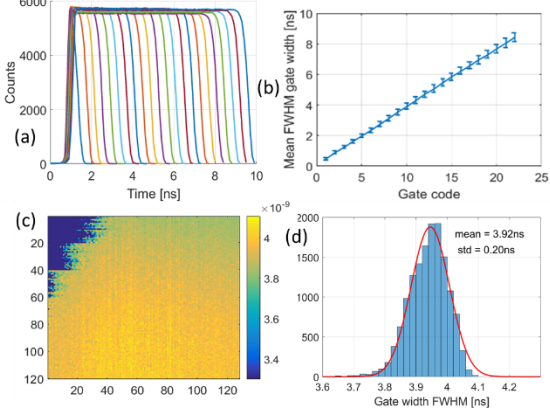 6000
4000
2000
0
Counts
(a)
0 2 4 6 8 10
Time [ns]
10
8
6
4
2
0
Mean FWHM gate width [ns]
(b)
0 5 10 15 20 25
Gate code
(c)
×10⁻⁹
20
40
60
80
100
120
20 40 60 80 100 120
4
3.8
3.6
3.4
2000
1500
1000
500
0
(d)
mean = 3.92ns
std = 0.20ns
3.6 3.7 3.8 3.9 4 4.1 4.2
Gate width FWHM [ns]